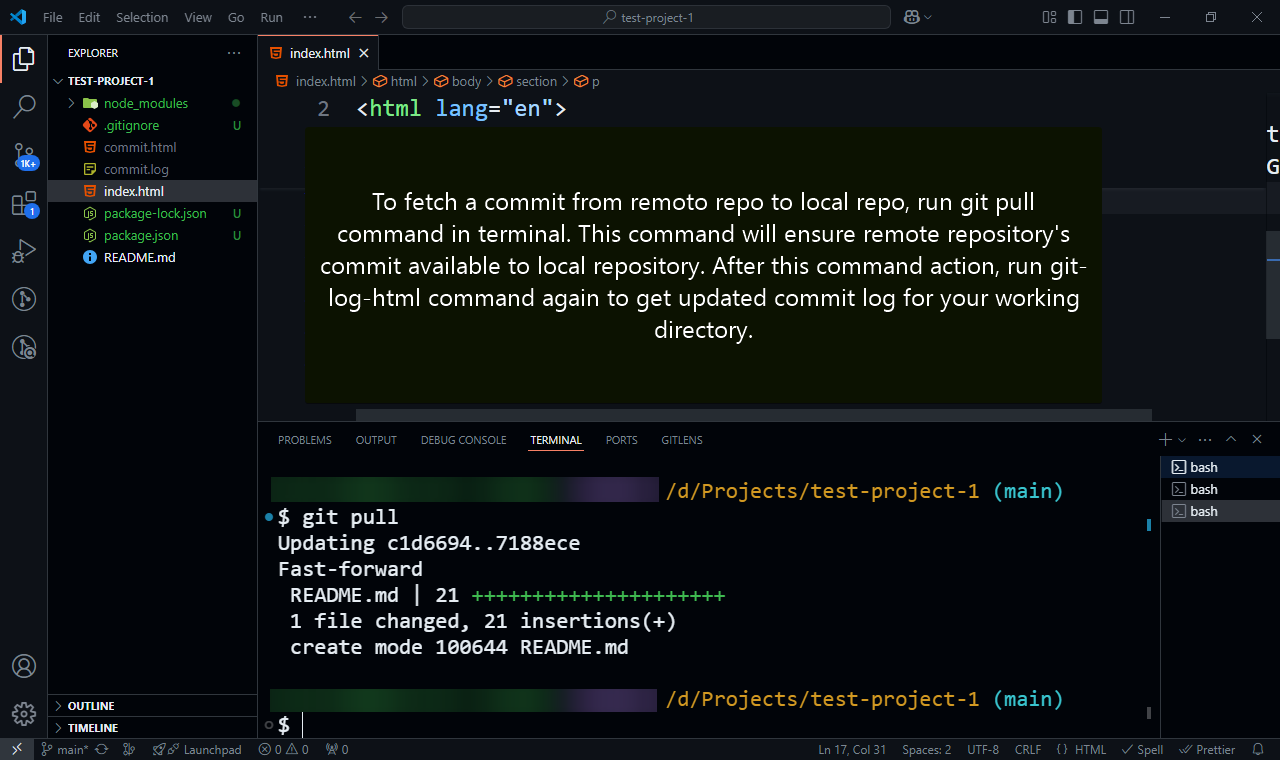 File Edit Selection View Go Run ··· test-project-1
EXPLORER ···
index.html
TEST-PROJECT-1
index.html > html > body > section > p
node_modules
.gitignore U
commit.html
commit.log
index.html
package-lock.json U
package.json U
README.md
2 <html lang="en">
t
G
To fetch a commit from remoto repo to local repo, run git pull
command in terminal. This command will ensure remote repository's
commit available to local repository. After this command action, run git-
log-html command again to get updated commit log for your working
directory.
1K+
1
PROBLEMS OUTPUT DEBUG CONSOLE TERMINAL PORTS GITLENS
bash
bash
bash
/d/Projects/test-project-1 (main)
$ git pull
Updating c1d6694..7188ece
Fast-forward
README.md | 21 +++++++++++++++++++++
1 file changed, 21 insertions(+)
create mode 100644 README.md
/d/Projects/test-project-1 (main)
$
OUTLINE
TIMELINE
main* Launchpad 0 0 0 Ln 17, Col 31 Spaces: 2 UTF-8 CRLF {} HTML Spell Prettier